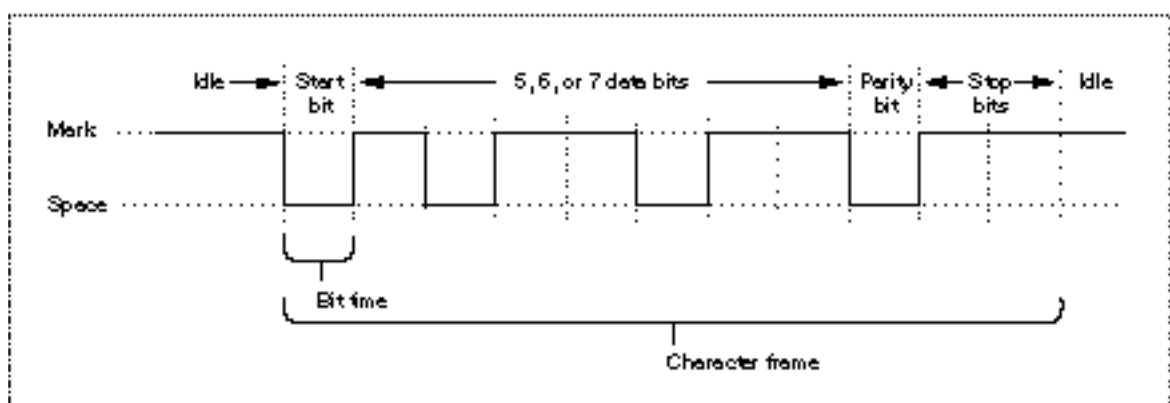 Idle
Start
bit
5, 6, or 7 data bits
Parity
bit
Stop
bits
Idle
Mark
Space
Bit time
Character frame